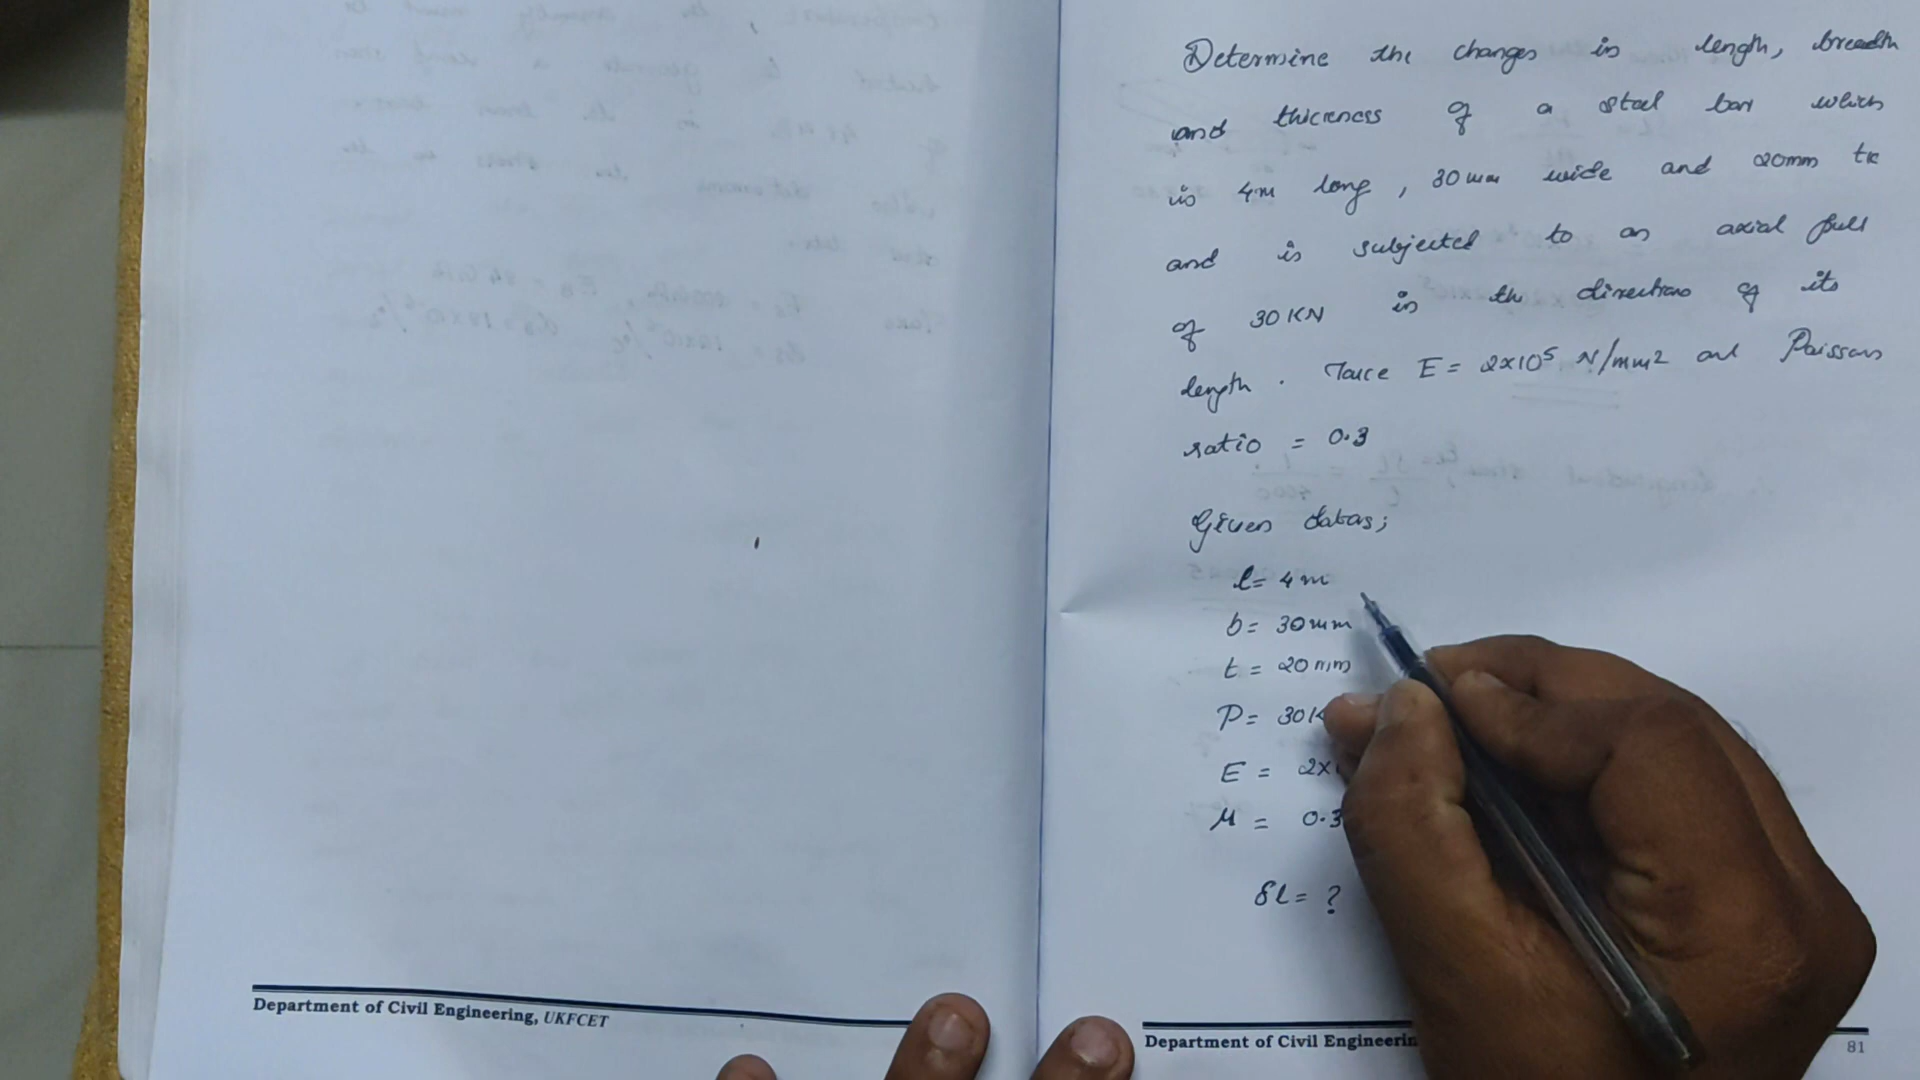 Determine the changes in length, breadth
and thickness of a steel bar which
is 4m long, 30mm wide and 20mm tk
and is subjected to an axial pull
of 30KN in the direction of its
length. Take E = 2x10⁵ N/mm² and Poissons
ratio = 0.3
Given datas;
l= 4m
b= 30mm
t = 20mm
P= 30K
E = 2x
μ = 0.3
δl= ?
Department of Civil Engineering, UKFCET
Department of Civil Engineerin
81